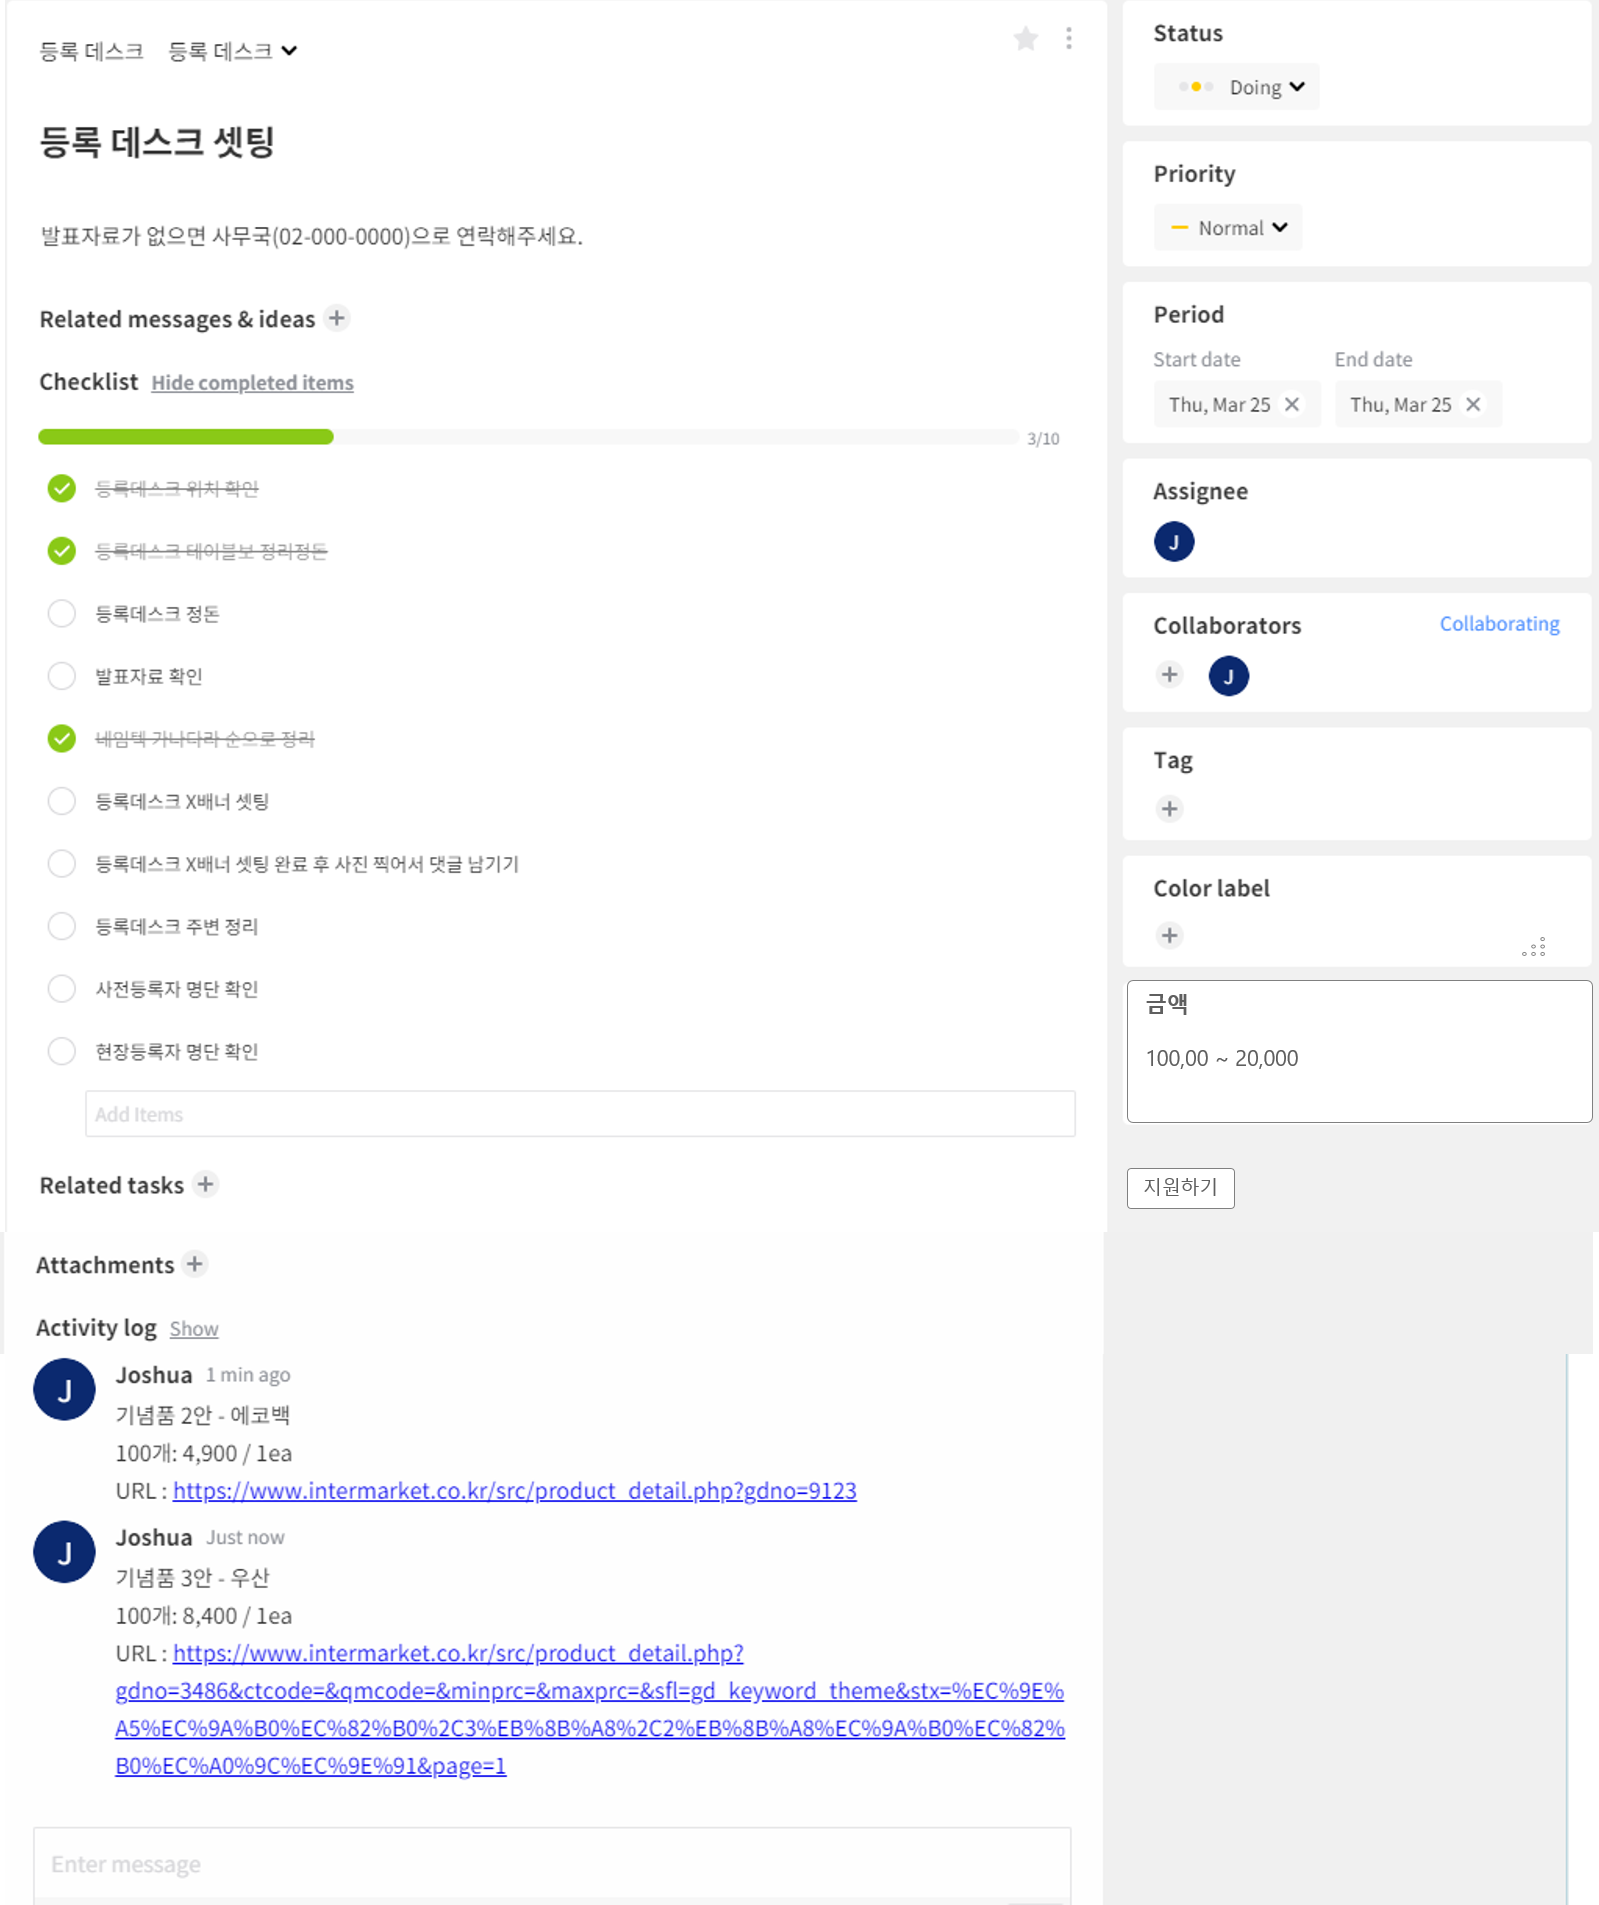 등록 데스크 등록 데스크
등록 데스크 셋팅
발표자료가 없으면 사무국(02-000-0000)으로 연락해주세요.
Related messages & ideas +
Checklist Hide completed items
3/10
등록데스크 위치 확인
등록데스크 테이블보 정리정돈
등록데스크 정돈
발표자료 확인
네임텍 가나다라 순으로 정리
등록데스크 X배너 셋팅
등록데스크 X배너 셋팅 완료 후 사진 찍어서 댓글 남기기
등록데스크 주변 정리
사전등록자 명단 확인
현장등록자 명단 확인
Add Items
Related tasks +
Attachments +
Activity log Show
J
Joshua 1 min ago
기념품 2안 - 에코백
100개: 4,900 / 1ea
URL : https://www.intermarket.co.kr/src/product_detail.php?gdno=9123
J
Joshua Just now
기념품 3안 - 우산
100개: 8,400 / 1ea
URL : https://www.intermarket.co.kr/src/product_detail.php?
gdno=3486&ctcode=&qmcode=&minprc=&maxprc=&sfl=gd_keyword_theme&stx=%EC%9E%
A5%EC%9A%B0%EC%82%B0%2C3%EB%8B%A8%2C2%EB%8B%A8%EC%9A%B0%EC%82%
B0%EC%A0%9C%EC%9E%91&page=1
Enter message
Status
Doing
Priority
Normal
Period
Start date End date
Thu, Mar 25 × Thu, Mar 25 ×
Assignee
J
Collaborators Collaborating
+ J
Tag
+
Color label
+
금액
100,00 ~ 20,000
지원하기